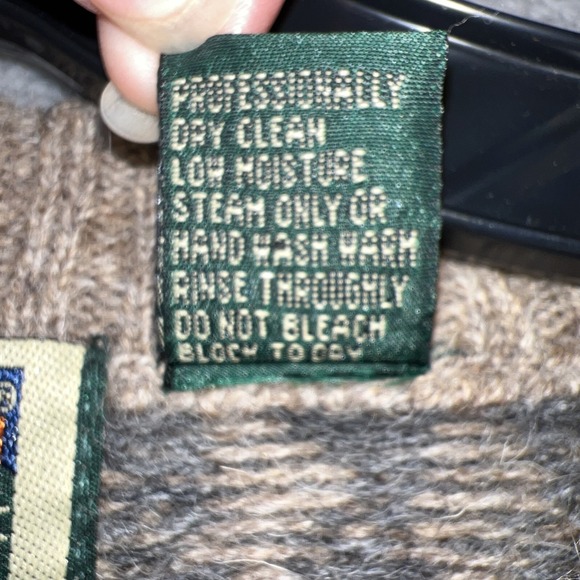 PROFESSIONALLY
DRY CLEAN
LOW MOISTURE
STEAM ONLY OR
HAND WASH WARM
RINSE THROUGHLY
DO NOT BLEACH
BLOCK TO DRY
®